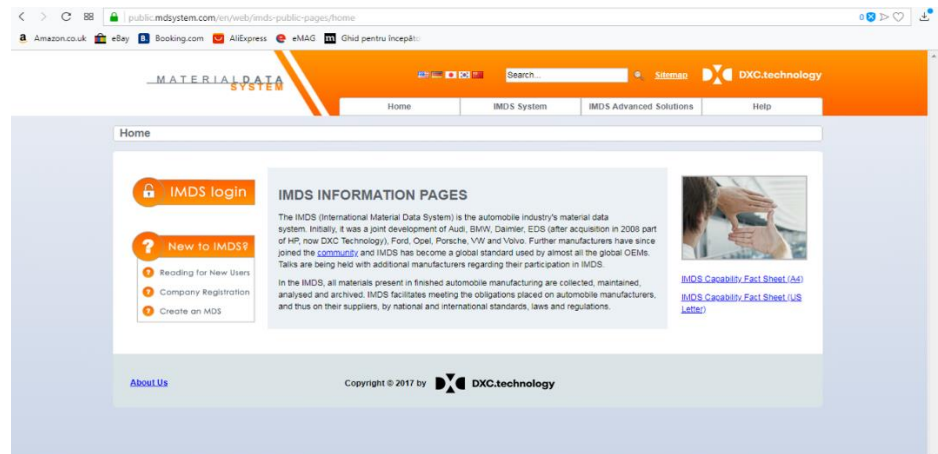 public.mdsystem.com/en/web/imds-public-pages/home
0
Amazon.co.uk eBay B. Booking.com AliExpress eMAG m Ghid pentru începăto
MATERIAL DATA
SYSTEM
Search...
Sitemap
DXC.technology
Home
IMDS System
IMDS Advanced Solutions
Help
Home
IMDS login
New to IMDS?
Reading for New Users
Company Registration
Create an MDS
IMDS INFORMATION PAGES
The IMDS (International Material Data System) is the automobile industry's material data
system. Initially, it was a joint development of Audi, BMW, Daimler, EDS (after acquisition in 2008 part
of HP, now DXC Technology), Ford, Opel, Porsche, VW and Volvo. Further manufacturers have since
joined the community and IMDS has become a global standard used by almost all the global OEMs.
Talks are being held with additional manufacturers regarding their participation in IMDS.
In the IMDS, all materials present in finished automobile manufacturing are collected, maintained,
analysed and archived. IMDS facilitates meeting the obligations placed on automobile manufacturers,
and thus on their suppliers, by national and international standards, laws and regulations.
IMDS Capability Fact Sheet (A4)
IMDS Capability Fact Sheet (US
Letter)
About Us
Copyright © 2017 by DXC.technology